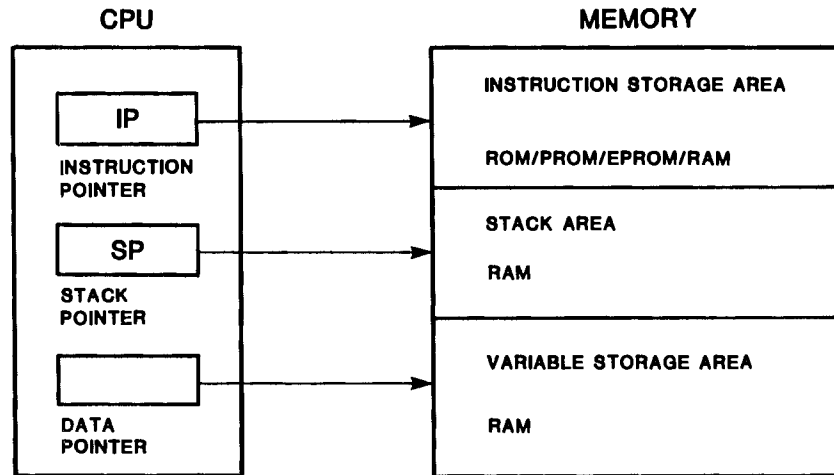 CPU
MEMORY
IP
INSTRUCTION
POINTER
SP
STACK
POINTER
DATA
POINTER
INSTRUCTION STORAGE AREA
ROM/PROM/EPROM/RAM
STACK AREA
RAM
VARIABLE STORAGE AREA
RAM